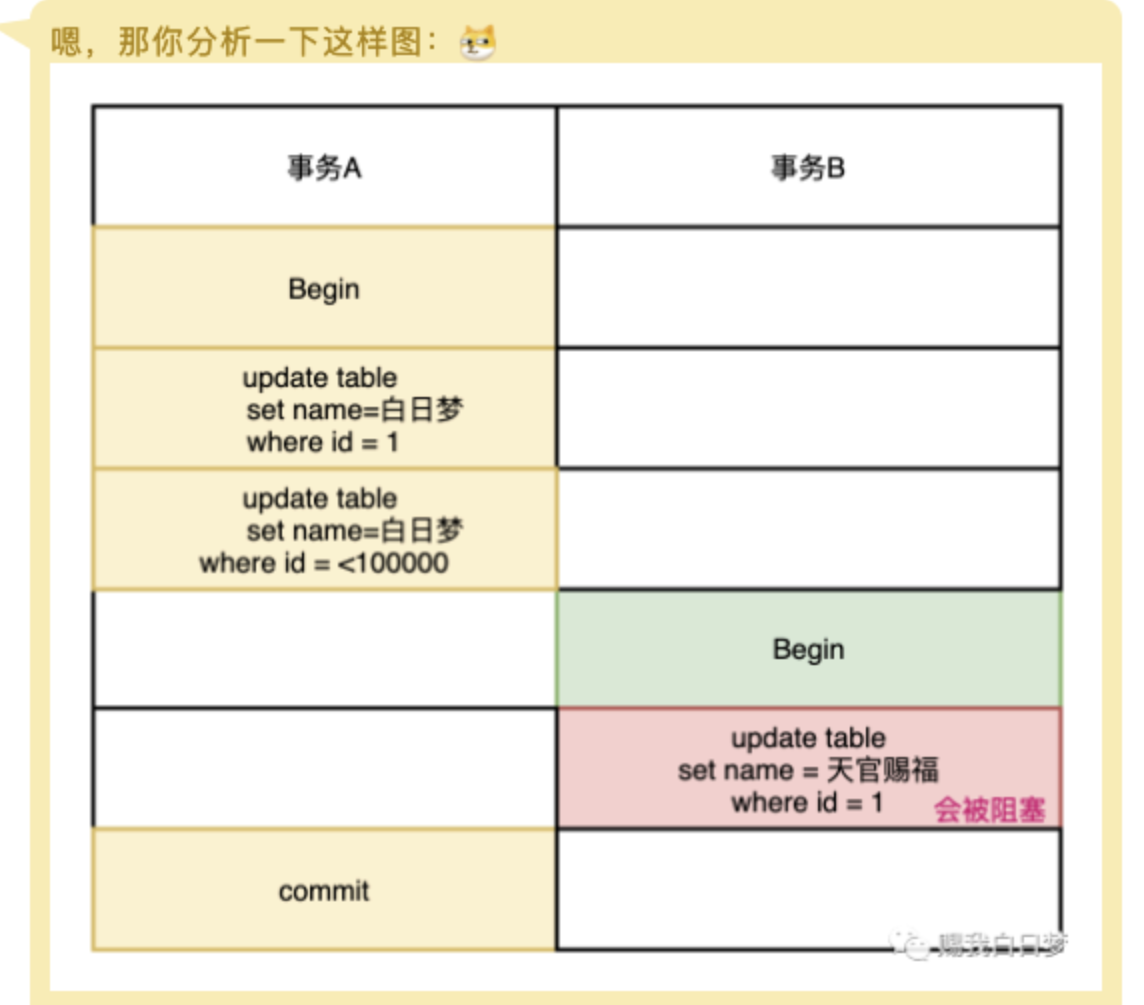 嗯，那你分析一下这样图：
事务A
事务B
Begin
update table
set name=白日梦
where id = 1
update table
set name=白日梦
where id = <100000
Begin
update table
set name = 天官赐福
where id = 1
会被阻塞
commit
赐我白日梦